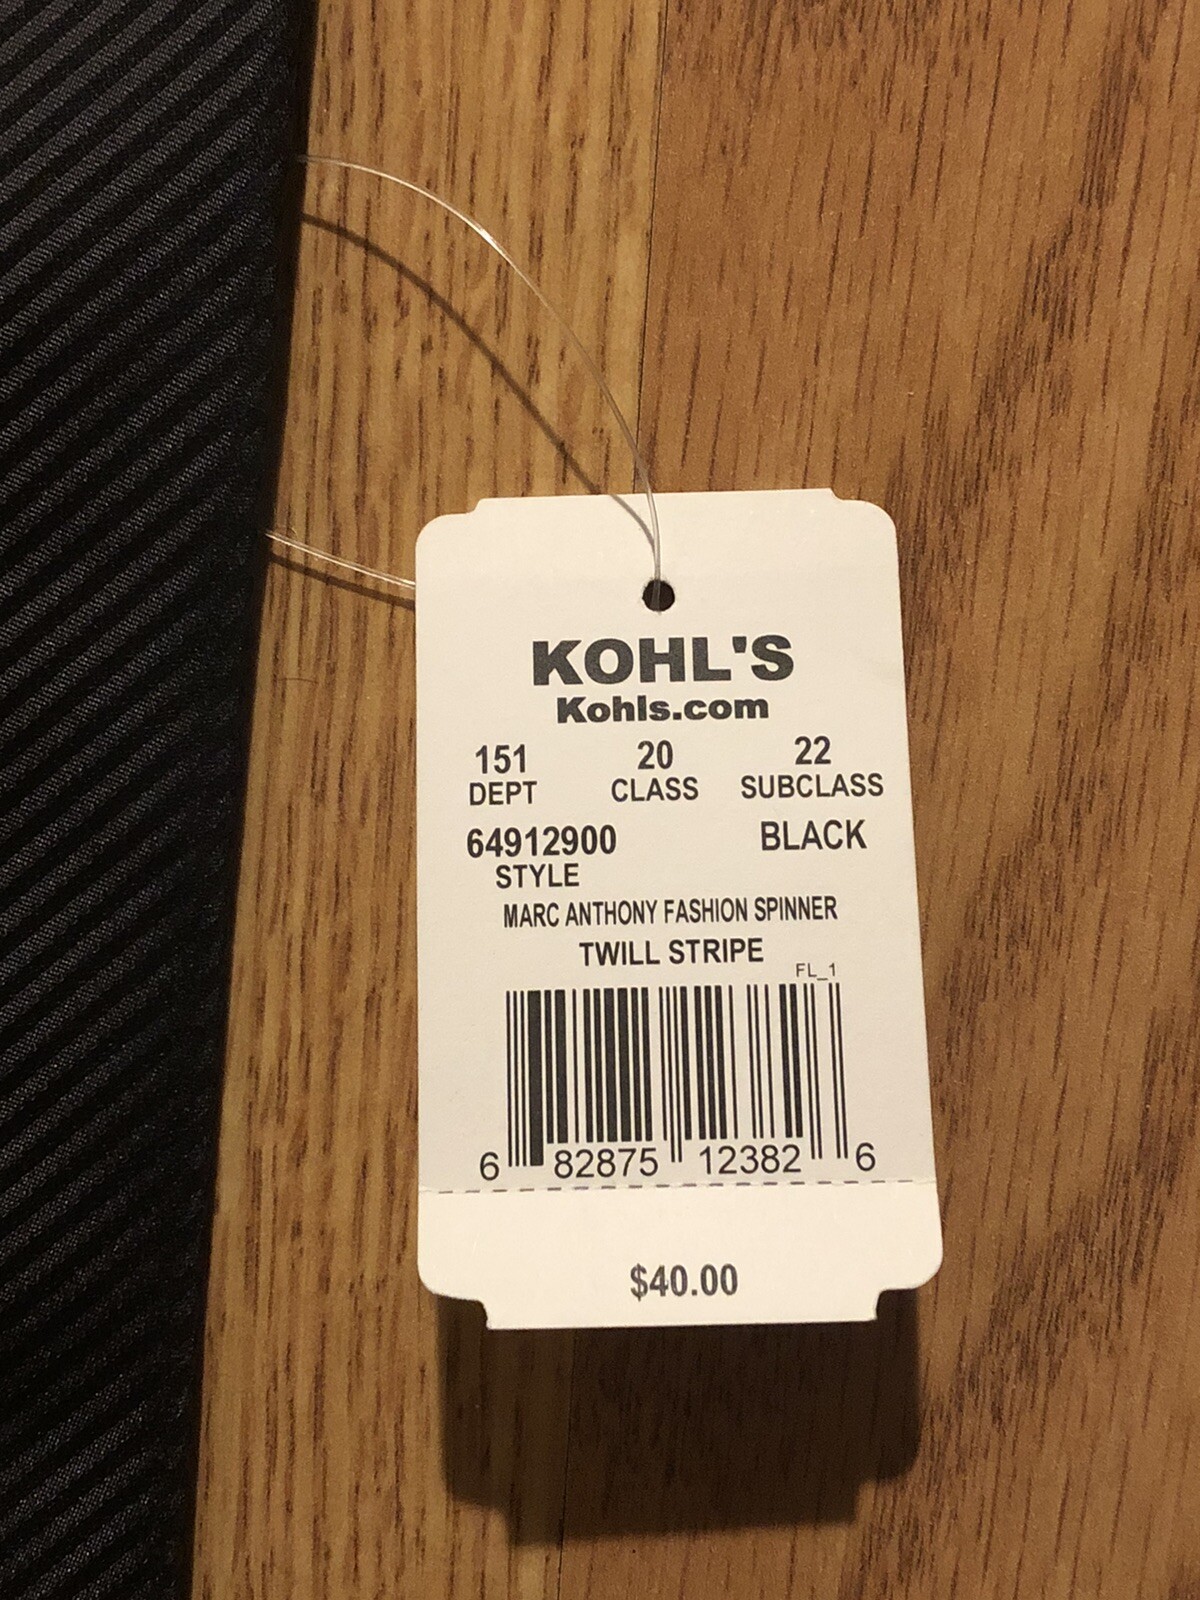 KOHL'S
Kohls.com
151 20 22
DEPT CLASS SUBCLASS
64912900 BLACK
STYLE
MARC ANTHONY FASHION SPINNER
TWILL STRIPE
FL_1
6 82875 12382 6
$40.00